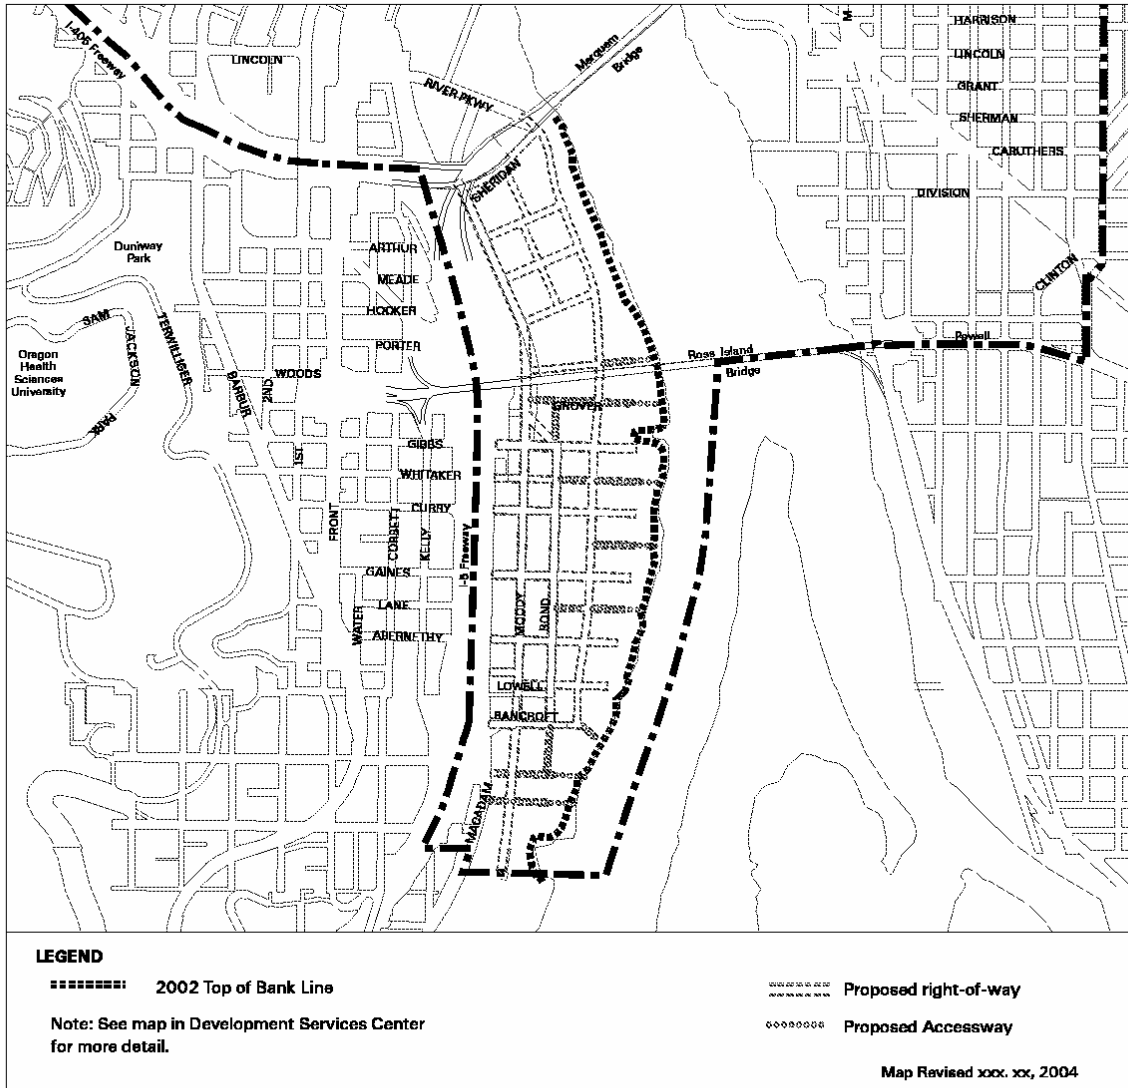 I-405 Freeway
LINCOLN
Marquam
Bridge
RIVER PKWY
M
HARRISON
LINCOLN
GRANT
SHERMAN
CARUTHERS
DIVISION
SHERIDAN
CLINTON
Duniway
Park
ARTHUR
MEADE
HOOKER
PORTER
SAM
JACKSON
PARK
TERWILLIGER
Oregon
Health
Sciences
University
BARBUR
2ND
WOODS
Ross Island
Bridge
Powell
GROVER
1ST
GIBBS
WHITAKER
CURRY
FRONT
CORBETT
KELLY
I-5 Freeway
GAINES
LANE
WATER
ABERNETHY
MOODY
BOND
LOWELL
BANCROFT
MACADAM
LEGEND
2002 Top of Bank Line
Note: See map in Development Services Center
for more detail.
Proposed right-of-way
Proposed Accessway
Map Revised xxx. xx, 2004